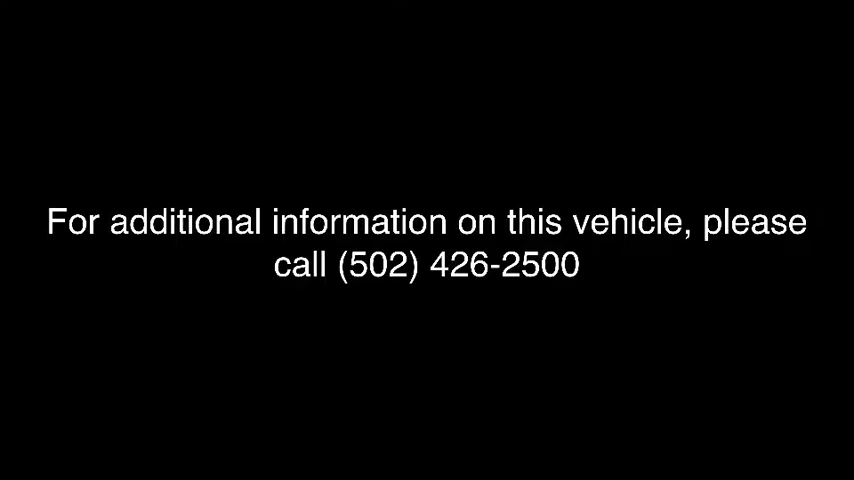 For additional information on this vehicle, please
call (502) 426-2500